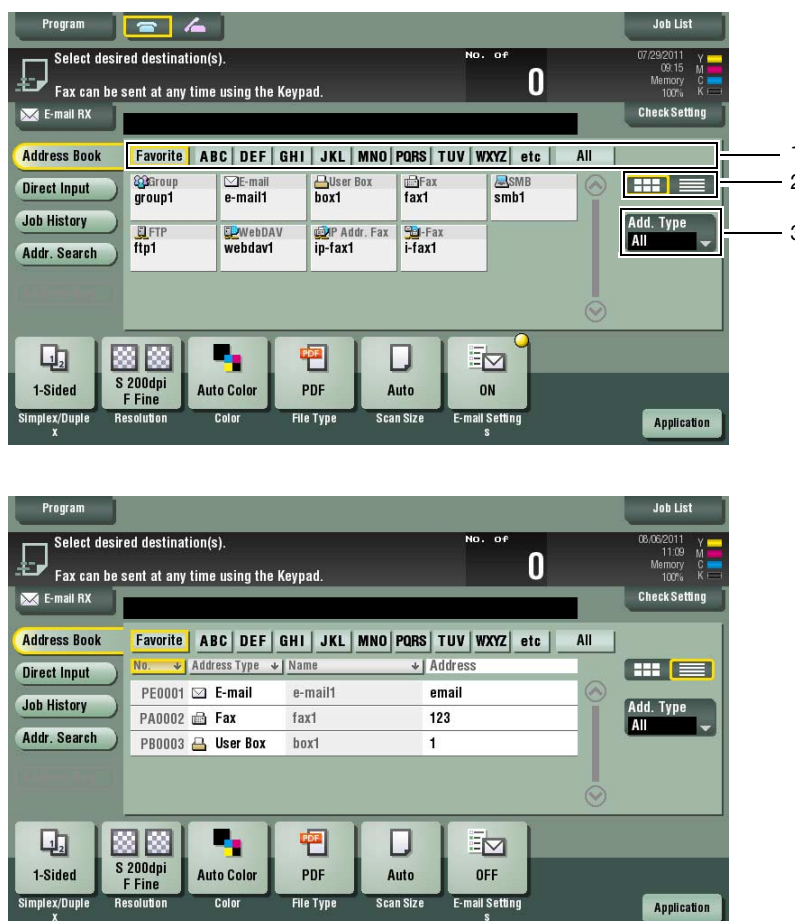 Program Job List
Select desired destination(s). No. of 07/29/2011 Y
0 09:15 M
Memory C
Fax can be sent at any time using the Keypad. 100% K
E-mail RX Check Setting
Address Book Favorite ABC DEF GHI JKL MNO PQRS TUV WXYZ etc All 1
Direct Input Group E-mail User Box Fax SMB 2
group1 e-mail1 box1 fax1 smb1
Job History Add. Type
All 3
Addr. Search FTP WebDAV IP Addr. Fax I-Fax
ftp1 webdav1 ip-fax1 i-fax1
1-Sided S 200dpi F Fine Auto Color PDF Auto ON
Simplex/Duplex Resolution Color File Type Scan Size E-mail Settings Application
Program Job List
Select desired destination(s). No. of 08/06/2011 Y
0 11:09 M
Memory C
Fax can be sent at any time using the Keypad. 100% K
E-mail RX Check Setting
Address Book Favorite ABC DEF GHI JKL MNO PQRS TUV WXYZ etc All
Direct Input No. Address Type Name Address
PE0001 E-mail e-mail1 email
Job History PA0002 Fax fax1 123 Add. Type
All
Addr. Search PB0003 User Box box1 1
1-Sided S 200dpi F Fine Auto Color PDF Auto OFF
Simplex/Duplex Resolution Color File Type Scan Size E-mail Settings Application